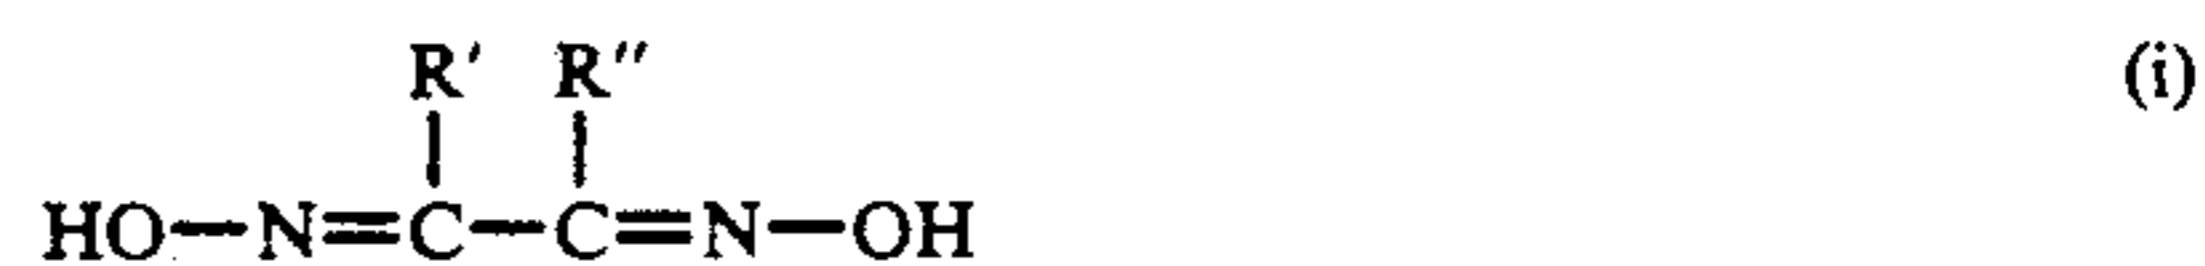 R′ R″ (i)
HO—N=C—C=N—OH